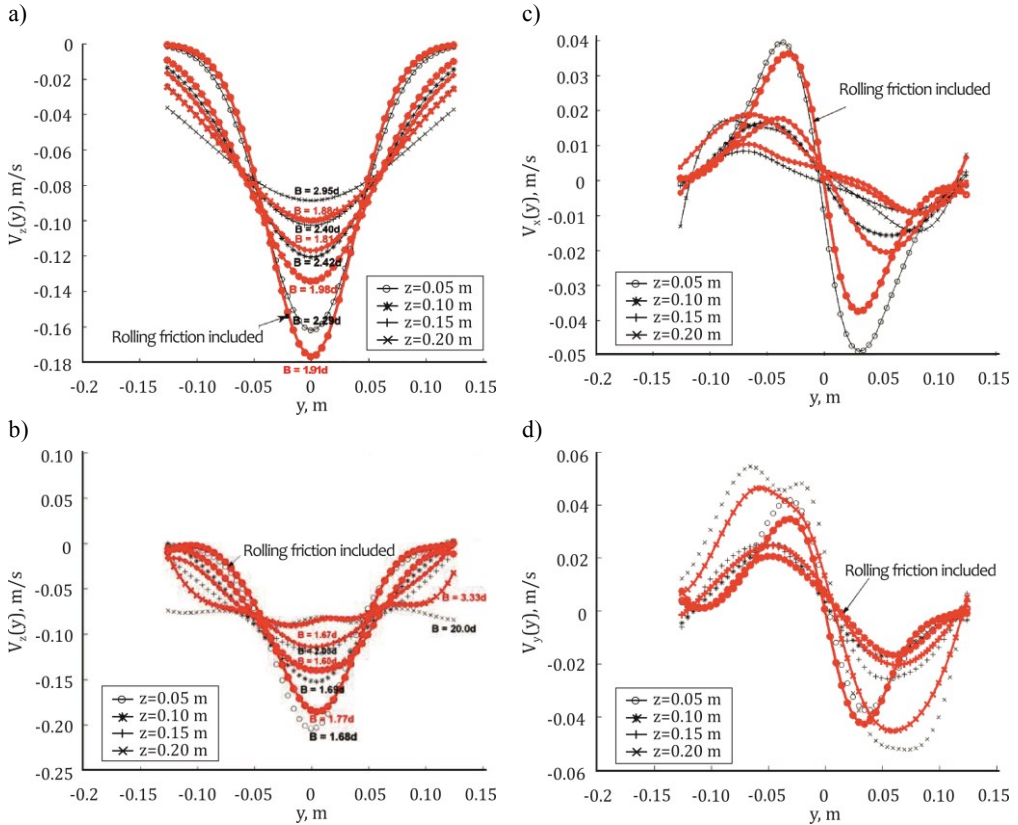 a)
0
-0.02
-0.04
-0.06
-0.08
-0.10
-0.12
-0.14
-0.16
-0.18
V_z(y), m/s
B = 2.95d
B = 1.88d
B = 2.40d
B = 1.81
B = 2.42d
B = 1.98d
B = 2.29d
B = 1.91d
Rolling friction included
z=0.05 m
z=0.10 m
z=0.15 m
z=0.20 m
-0.2 -0.15 -0.10 -0.05 0 0.05 0.10 0.15
y, m
b)
0.10
0.05
0
-0.05
-0.10
-0.15
-0.20
-0.25
V_z(y), m/s
Rolling friction included
B = 3.33d
B = 20.0d
B = 1.67d
B = 1.69d
B = 1.77d
B = 1.68d
z=0.05 m
z=0.10 m
z=0.15 m
z=0.20 m
-0.2 -0.15 -0.10 -0.05 0 0.05 0.10 0.15
y, m
c)
0.04
0.03
0.02
0.01
0
-0.01
-0.02
-0.03
-0.04
-0.05
V_x(y), m/s
Rolling friction included
z=0.05 m
z=0.10 m
z=0.15 m
z=0.20 m
-0.2 -0.15 -0.10 -0.05 0 0.05 0.10 0.15
y, m
d)
0.06
0.04
0.02
0
-0.02
-0.04
-0.06
V_y(y), m/s
Rolling friction included
z=0.05 m
z=0.10 m
z=0.15 m
z=0.20 m
-0.2 -0.15 -0.10 -0.05 0 0.05 0.10 0.15
y, m